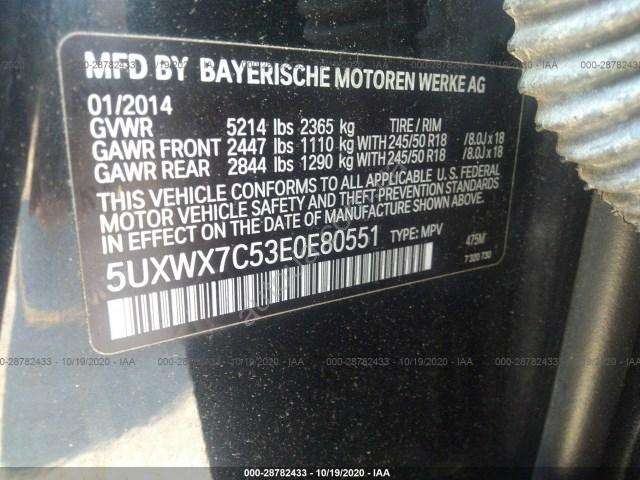 MFD BY BAYERISCHE MOTOREN WERKE AG
01/2014
GVWR 5214 lbs 2365 kg TIRE / RIM
GAWR FRONT 2447 lbs 1110 kg WITH 245/50 R18 /8.0J x 18
GAWR REAR 2844 lbs 1290 kg WITH 245/50 R18 /8.0J x 18
THIS VEHICLE CONFORMS TO ALL APPLICABLE U.S. FEDERAL
MOTOR VEHICLE SAFETY AND THEFT PREVENTION STANDARDS
IN EFFECT ON THE DATE OF MANUFACTURE SHOWN ABOVE.
5UXWX7C53E0E80551 TYPE: MPV 475M
7 320 730
000-28782433 - 10/19/2020 - IAA